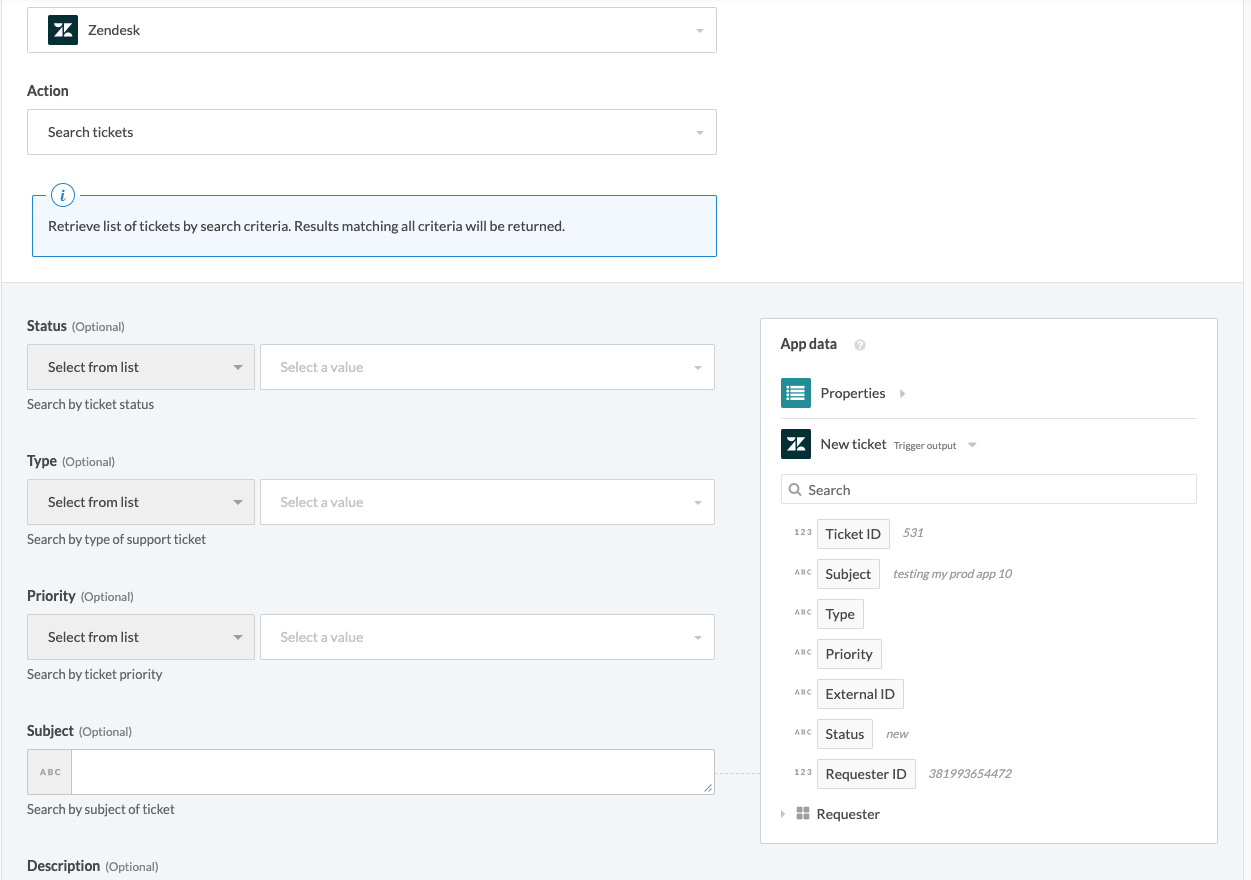 Zendesk
Action
Search tickets
i
Retrieve list of tickets by search criteria. Results matching all criteria will be returned.
Status (Optional)
Select from list
Select a value
Search by ticket status
Type (Optional)
Select from list
Select a value
Search by type of support ticket
Priority (Optional)
Select from list
Select a value
Search by ticket priority
Subject (Optional)
ABC
Search by subject of ticket
Description (Optional)
App data ?
Properties
New ticket Trigger output
Search
123 Ticket ID 531
ABC Subject testing my prod app 10
ABC Type
ABC Priority
ABC External ID
ABC Status new
123 Requester ID 381993654472
Requester